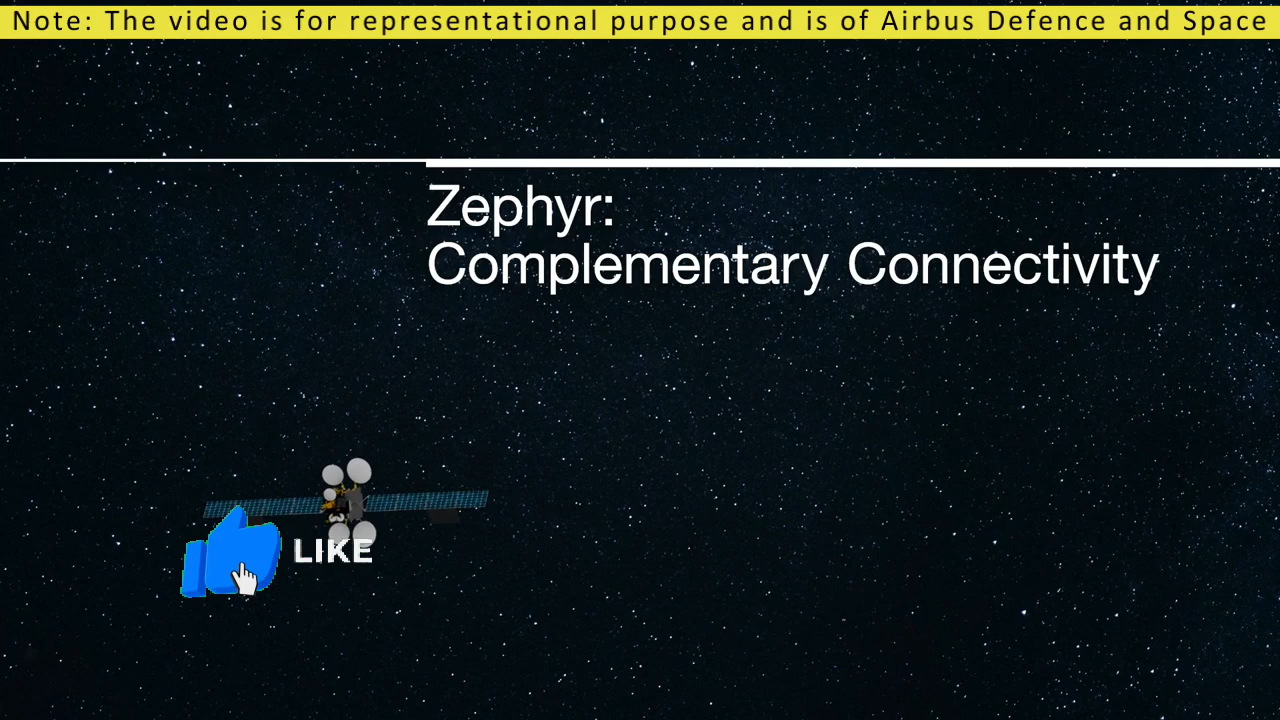 Note: The video is for representational purpose and is of Airbus Defence and Space
Zephyr:
Complementary Connectivity
LIKE